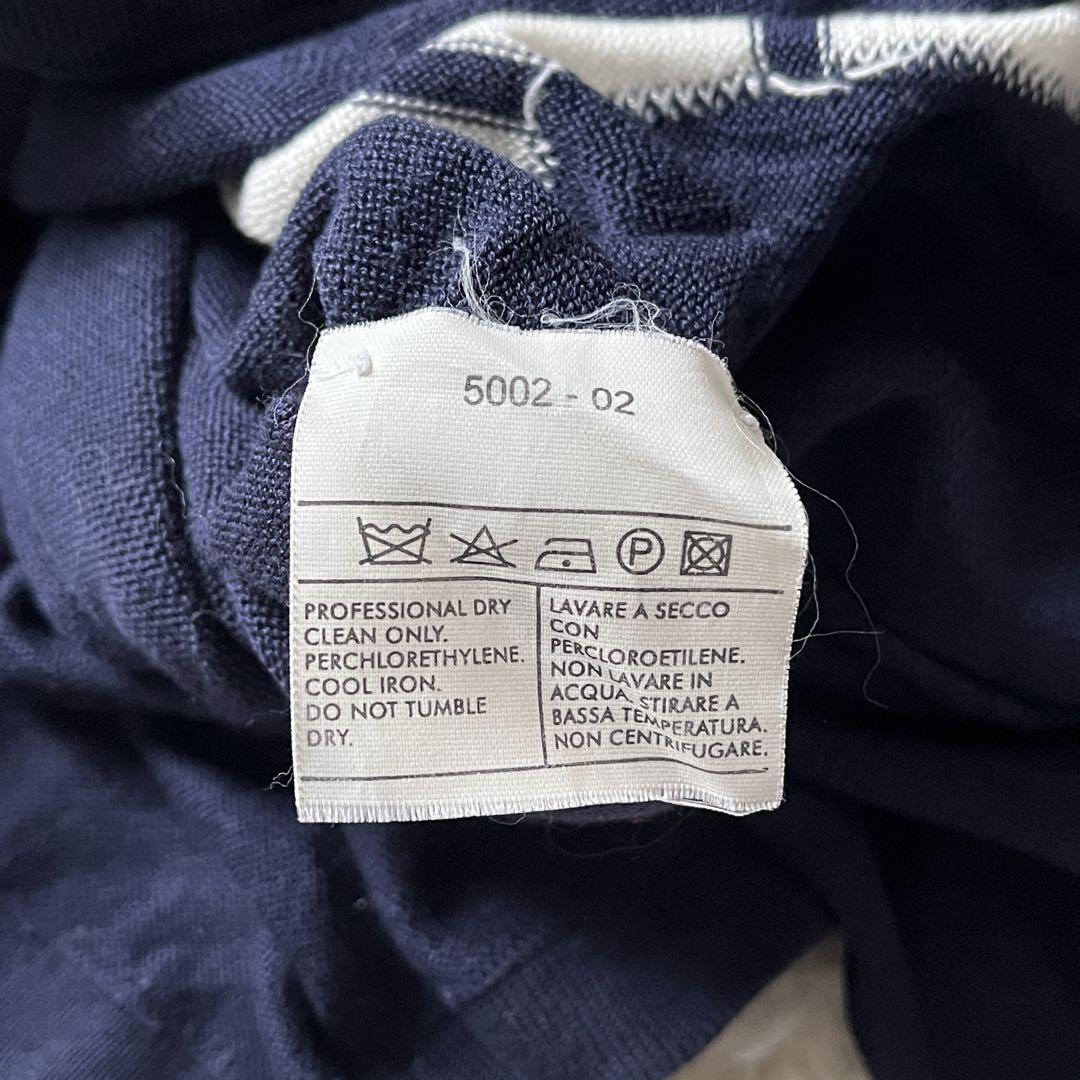 5002 - 02
P
PROFESSIONAL DRY
CLEAN ONLY.
PERCHLORETHYLENE.
COOL IRON.
DO NOT TUMBLE
DRY.
LAVARE A SECCO
CON
PERCLOROETILENE.
NON LAVARE IN
ACQUA. STIRARE A
BASSA TEMPERATURA.
NON CENTRIFUGARE.